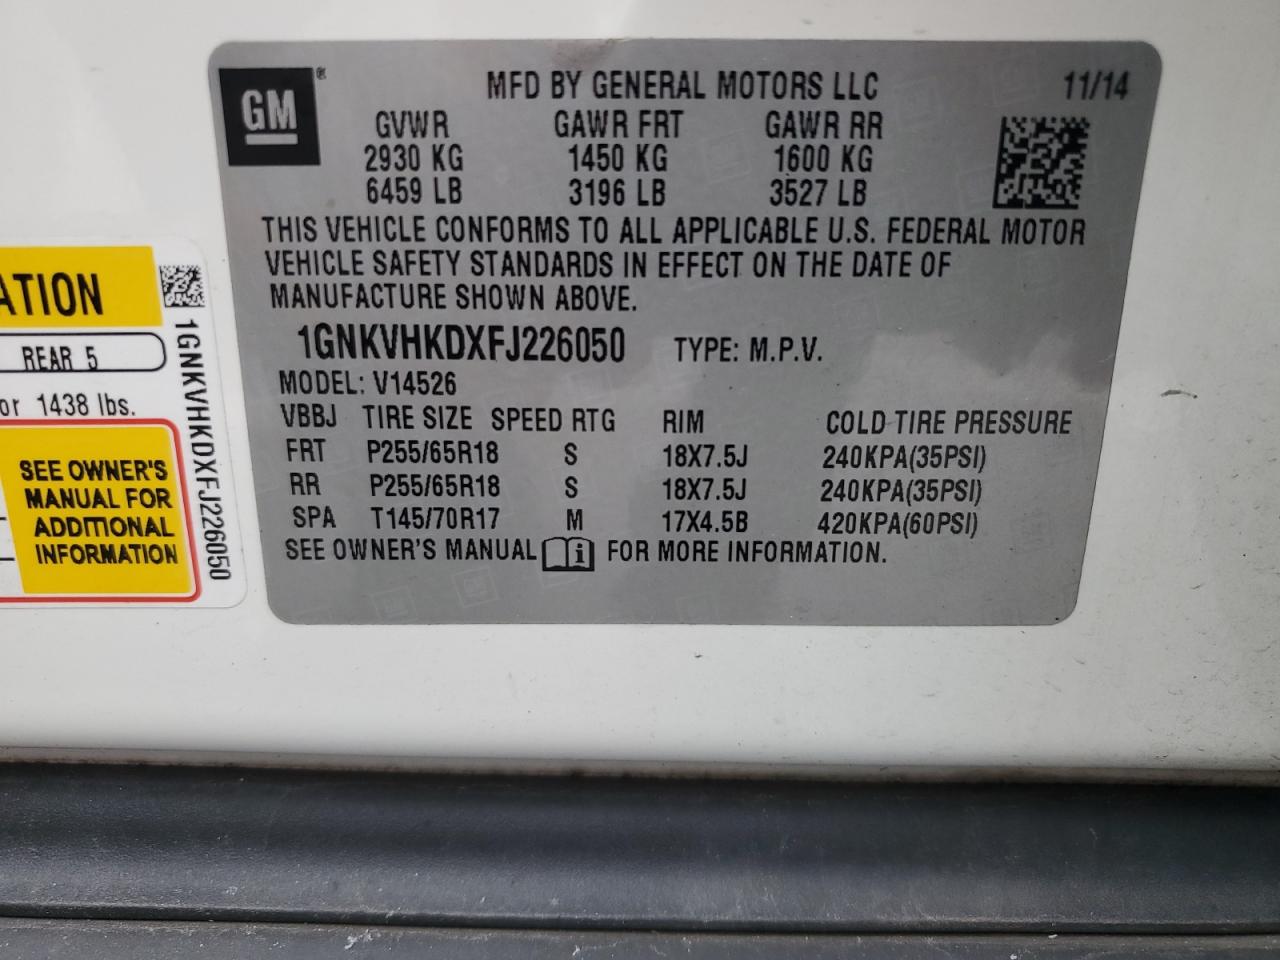 GM ®
MFD BY GENERAL MOTORS LLC 11/14
GVWR GAWR FRT GAWR RR
2930 KG 1450 KG 1600 KG
6459 LB 3196 LB 3527 LB
THIS VEHICLE CONFORMS TO ALL APPLICABLE U.S. FEDERAL MOTOR
VEHICLE SAFETY STANDARDS IN EFFECT ON THE DATE OF
MANUFACTURE SHOWN ABOVE.
1GNKVHKDXFJ226050 TYPE: M.P.V.
MODEL: V14526
VBBJ TIRE SIZE SPEED RTG RIM COLD TIRE PRESSURE
FRT P255/65R18 S 18X7.5J 240KPA(35PSI)
RR P255/65R18 S 18X7.5J 240KPA(35PSI)
SPA T145/70R17 M 17X4.5B 420KPA(60PSI)
SEE OWNER'S MANUAL i FOR MORE INFORMATION.
ATION
REAR 5
or 1438 lbs.
SEE OWNER'S
MANUAL FOR
ADDITIONAL
INFORMATION
1GNKVHKDXFJ226050